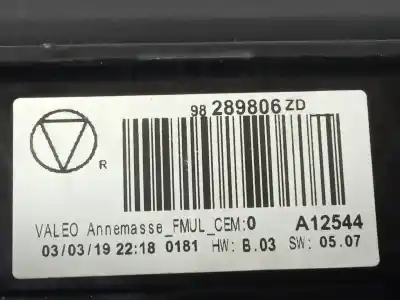 98 289806 ZD
R
VALEO Annemasse_FMUL_CEM:0 A12544
03/03/19 22:18 0181 HW: B.03 SW: 05.07